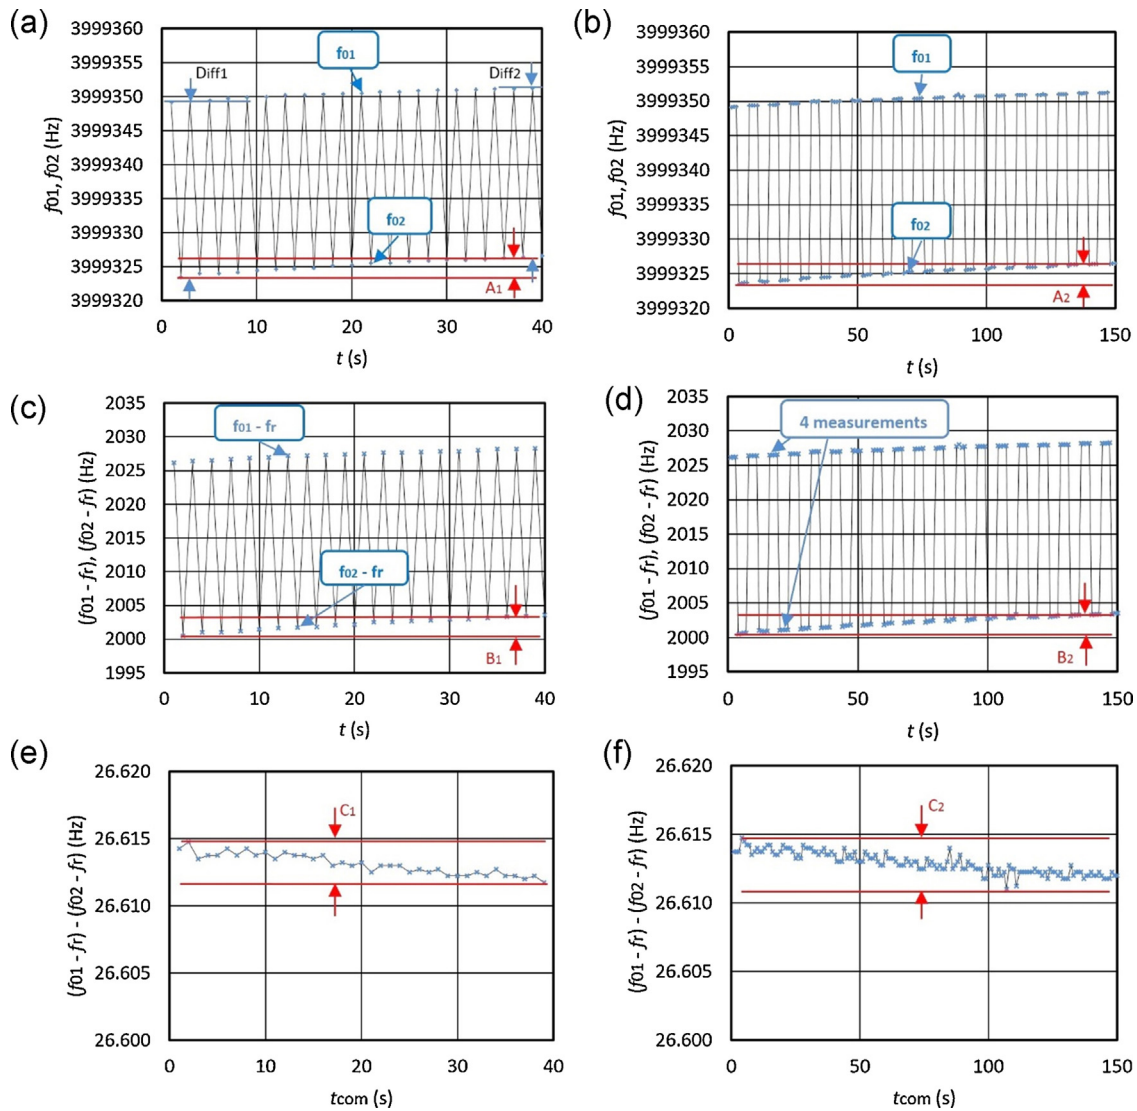 (a)
3999360
3999355
3999350
3999345
3999340
3999335
3999330
3999325
3999320
f01, f02 (Hz)
Diff1
f01
Diff2
f02
A1
0 10 20 30 40
t (s)
(b)
3999360
3999355
3999350
3999345
3999340
3999335
3999330
3999325
3999320
f01, f02 (Hz)
f01
f02
A2
0 50 100 150
t (s)
(c)
2035
2030
2025
2020
2015
2010
2005
2000
1995
(f01 - fr), (f02 - fr) (Hz)
f01 - fr
f02 - fr
B1
0 10 20 30 40
t (s)
(d)
2035
2030
2025
2020
2015
2010
2005
2000
1995
(f01 - fr), (f02 - fr) (Hz)
4 measurements
B2
0 50 100 150
t (s)
(e)
26.620
26.615
26.610
26.605
26.600
(f01 - fr) - (f02 - fr) (Hz)
C1
0 10 20 30 40
tcom (s)
(f)
26.620
26.615
26.610
26.605
26.600
(f01 - fr) - (f02 - fr) (Hz)
C2
0 50 100 150
tcom (s)